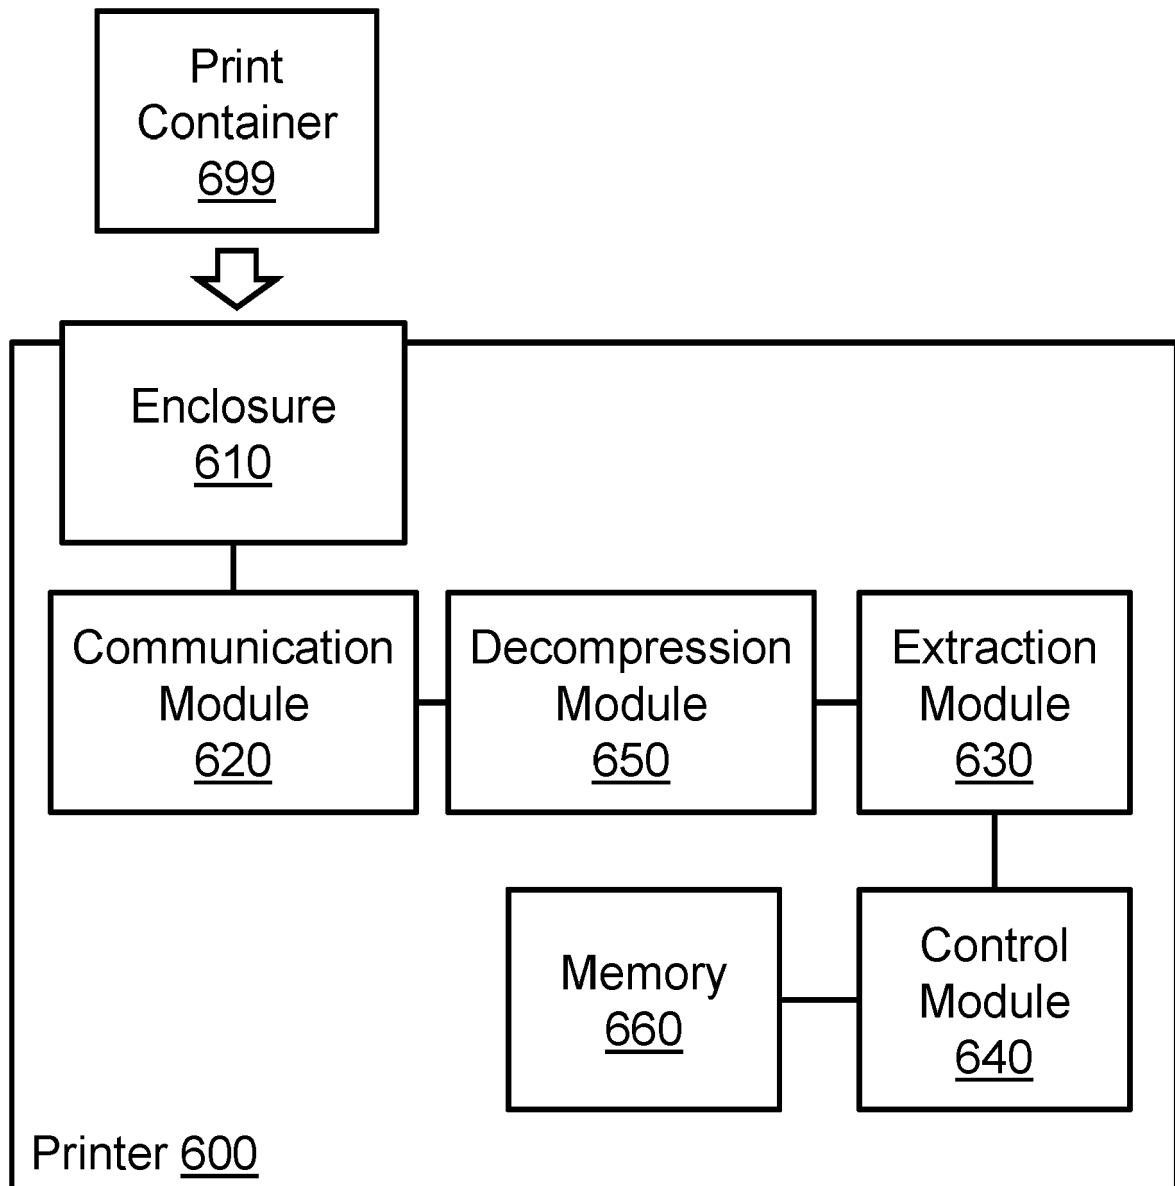 Print
Container
699
Enclosure
610
Communication
Module
620
Decompression
Module
650
Extraction
Module
630
Memory
660
Control
Module
640
Printer 600